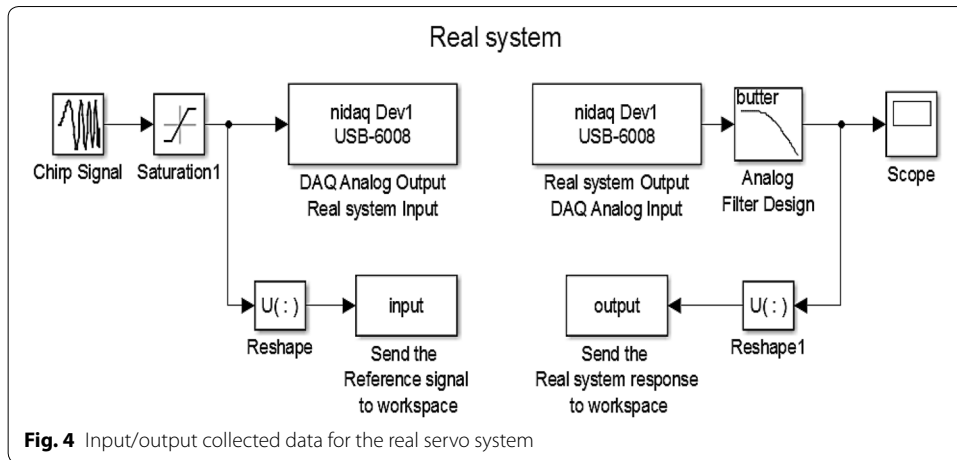 Real system
Chirp Signal
Saturation1
nidaq Dev1
USB-6008
DAQ Analog Output
Real system Input
nidaq Dev1
USB-6008
Real system Output
DAQ Analog Input
butter
Analog
Filter Design
Scope
U( : )
Reshape
input
Send the
Reference signal
to workspace
output
Send the
Real system response
to workspace
U( : )
Reshape1
Fig. 4 Input/output collected data for the real servo system